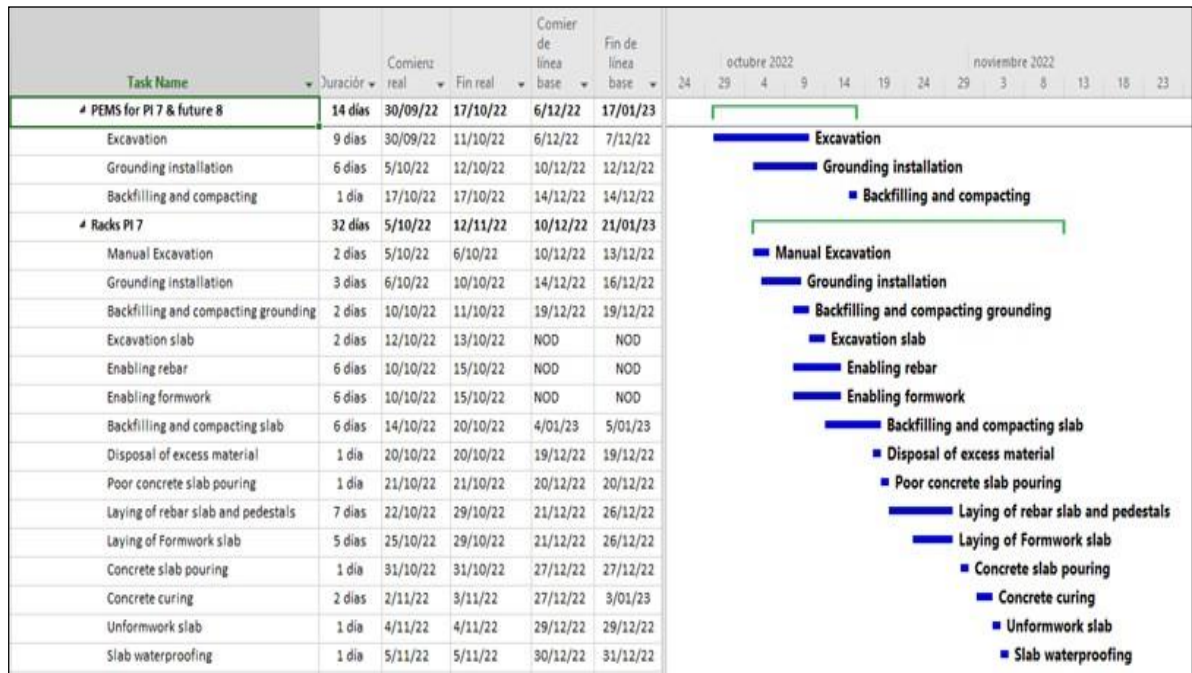 Task Name Duración Comienz real Fin real Comier de línea base Fin de línea base
octubre 2022 noviembre 2022
24 29 4 9 14 19 24 29 3 8 13 18 23
PEMS for PI 7 & future 8 14 días 30/09/22 17/10/22 6/12/22 17/01/23
Excavation 9 días 30/09/22 11/10/22 6/12/22 7/12/22 Excavation
Grounding installation 6 días 5/10/22 12/10/22 10/12/22 12/12/22 Grounding installation
Backfilling and compacting 1 día 17/10/22 17/10/22 14/12/22 14/12/22 Backfilling and compacting
Racks PI 7 32 días 5/10/22 12/11/22 10/12/22 21/01/23
Manual Excavation 2 días 5/10/22 6/10/22 10/12/22 13/12/22 Manual Excavation
Grounding installation 3 días 6/10/22 10/10/22 14/12/22 16/12/22 Grounding installation
Backfilling and compacting grounding 2 días 10/10/22 11/10/22 19/12/22 19/12/22 Backfilling and compacting grounding
Excavation slab 2 días 12/10/22 13/10/22 NOD NOD Excavation slab
Enabling rebar 6 días 10/10/22 15/10/22 NOD NOD Enabling rebar
Enabling formwork 6 días 10/10/22 15/10/22 NOD NOD Enabling formwork
Backfilling and compacting slab 6 días 14/10/22 20/10/22 4/01/23 5/01/23 Backfilling and compacting slab
Disposal of excess material 1 día 20/10/22 20/10/22 19/12/22 19/12/22 Disposal of excess material
Poor concrete slab pouring 1 día 21/10/22 21/10/22 20/12/22 20/12/22 Poor concrete slab pouring
Laying of rebar slab and pedestals 7 días 22/10/22 29/10/22 21/12/22 26/12/22 Laying of rebar slab and pedestals
Laying of Formwork slab 5 días 25/10/22 29/10/22 21/12/22 26/12/22 Laying of Formwork slab
Concrete slab pouring 1 día 31/10/22 31/10/22 27/12/22 27/12/22 Concrete slab pouring
Concrete curing 2 días 2/11/22 3/11/22 27/12/22 3/01/23 Concrete curing
Unformwork slab 1 día 4/11/22 4/11/22 29/12/22 29/12/22 Unformwork slab
Slab waterproofing 1 día 5/11/22 5/11/22 30/12/22 31/12/22 Slab waterproofing